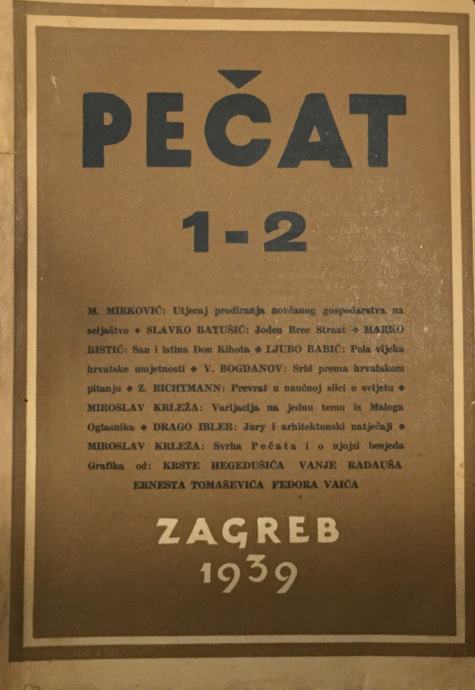 PEČAT
1-2
M. MIRKOVIĆ: Utjecaj prodiranja novčanog gospodarstva na
seljaštvo ◆ SLAVKO BATUŠIĆ: Joden Bree Straat ◆ MARKO
RISTIĆ: San i istina Don Kihota ◆ LJUBO BABIĆ: Pola vijeka
hrvatske umjetnosti ◆ V. BOGDANOV: Srbi prema hrvatskom
pitanju ◆ Z. RICHTMANN: Prevrat u naučnoj slici o svijetu ◆
MIROSLAV KRLEŽA: Varijacija na jednu temu iz Maloga
Oglasnika ◆ DRAGO IBLER: Jury i arhitektonski natječaji ◆
MIROSLAV KRLEŽA: Svrha Pečata i o njojzi besjeda
Grafika od: KRSTE HEGEDUŠIĆA VANJE RADAUŠA
ERNESTA TOMAŠEVIĆA FEDORA VAIĆA
ZAGREB
1939